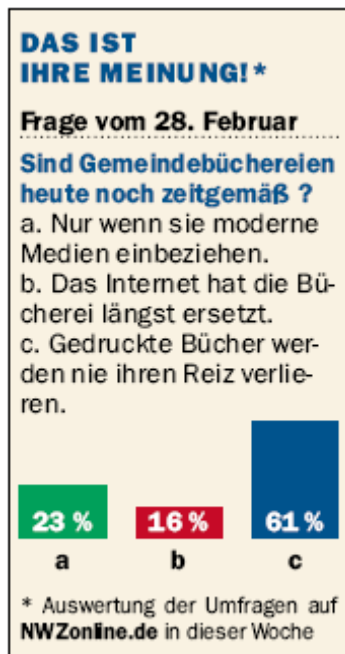 DAS IST
IHRE MEINUNG!*
Frage vom 28. Februar
Sind Gemeindebüchereien
heute noch zeitgemäß ?
a. Nur wenn sie moderne
Medien einbeziehen.
b. Das Internet hat die Bü-
cherei längst ersetzt.
c. Gedruckte Bücher wer-
den nie ihren Reiz verlie-
ren.
23 % 16 % 61 %
a b c
* Auswertung der Umfragen auf
NWZonline.de in dieser Woche